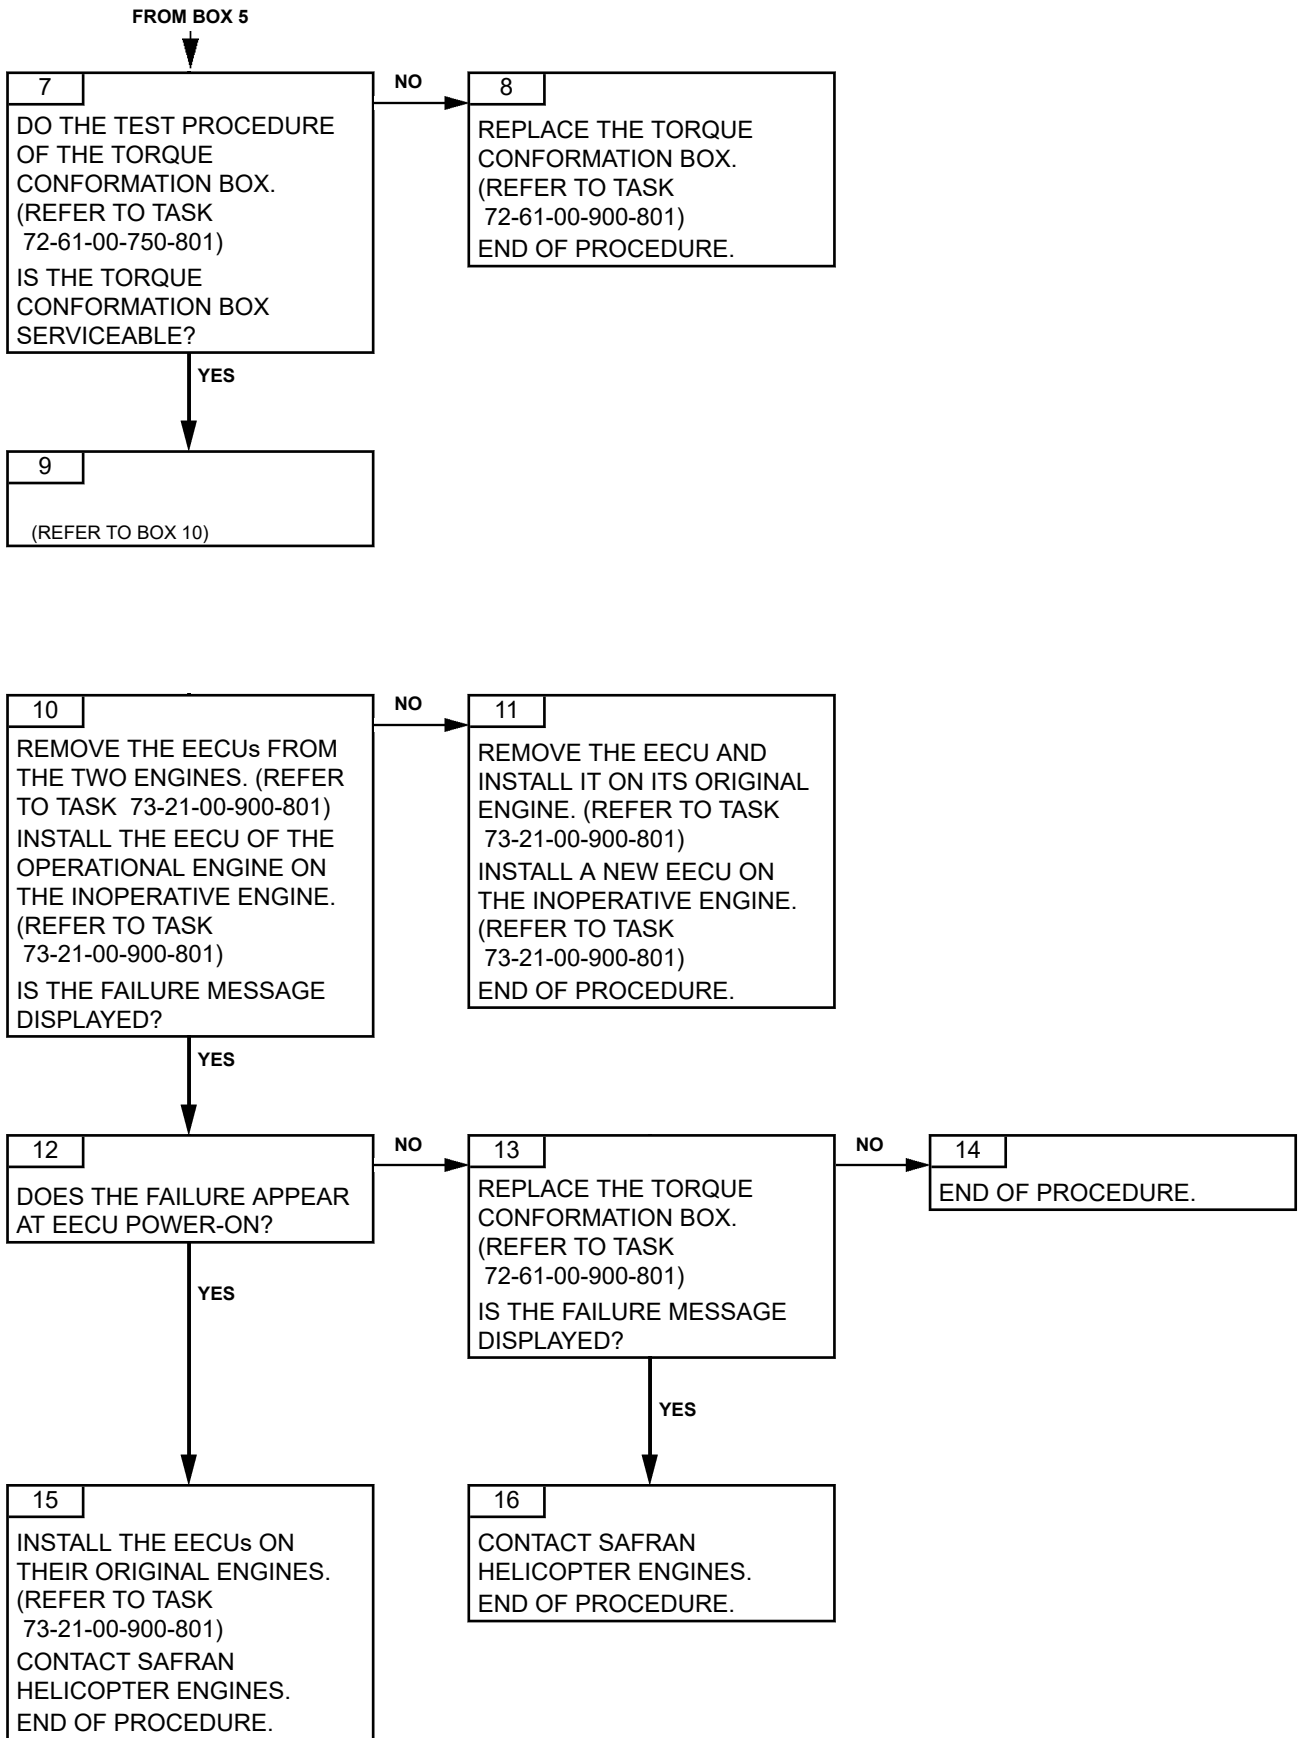 FROM BOX 5
7
DO THE TEST PROCEDURE
OF THE TORQUE
CONFORMATION BOX.
(REFER TO TASK
72-61-00-750-801)
IS THE TORQUE
CONFORMATION BOX
SERVICEABLE?
NO
8
REPLACE THE TORQUE
CONFORMATION BOX.
(REFER TO TASK
72-61-00-900-801)
END OF PROCEDURE.
YES
9
(REFER TO BOX 10)
10
REMOVE THE EECUs FROM
THE TWO ENGINES. (REFER
TO TASK 73-21-00-900-801)
INSTALL THE EECU OF THE
OPERATIONAL ENGINE ON
THE INOPERATIVE ENGINE.
(REFER TO TASK
73-21-00-900-801)
IS THE FAILURE MESSAGE
DISPLAYED?
NO
11
REMOVE THE EECU AND
INSTALL IT ON ITS ORIGINAL
ENGINE. (REFER TO TASK
73-21-00-900-801)
INSTALL A NEW EECU ON
THE INOPERATIVE ENGINE.
(REFER TO TASK
73-21-00-900-801)
END OF PROCEDURE.
YES
12
DOES THE FAILURE APPEAR
AT EECU POWER-ON?
NO
13
REPLACE THE TORQUE
CONFORMATION BOX.
(REFER TO TASK
72-61-00-900-801)
IS THE FAILURE MESSAGE
DISPLAYED?
NO
14
END OF PROCEDURE.
YES
YES
15
INSTALL THE EECUs ON
THEIR ORIGINAL ENGINES.
(REFER TO TASK
73-21-00-900-801)
CONTACT SAFRAN
HELICOPTER ENGINES.
END OF PROCEDURE.
16
CONTACT SAFRAN
HELICOPTER ENGINES.
END OF PROCEDURE.